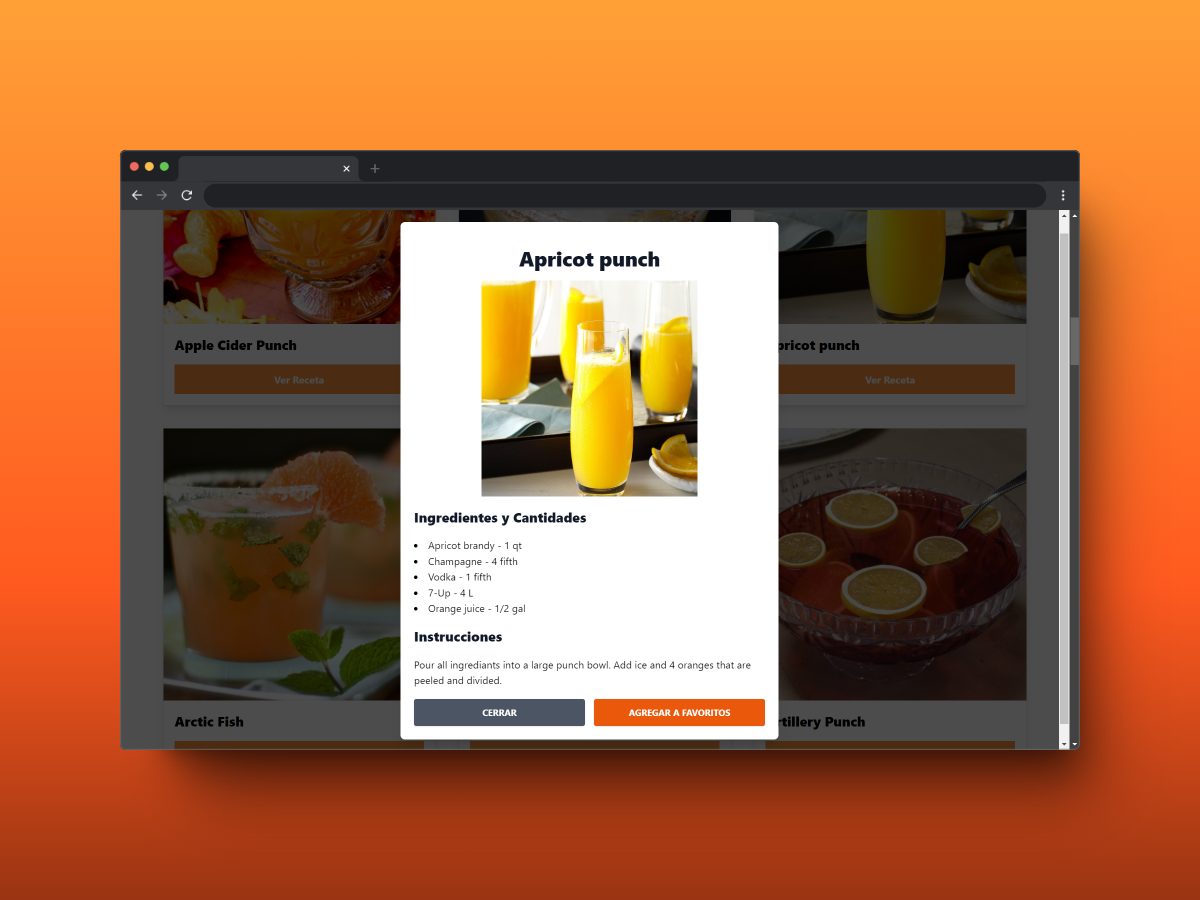 Apricot punch
Ingredientes y Cantidades
Apricot brandy - 1 qt
Champagne - 4 fifth
Vodka - 1 fifth
7-Up - 4 L
Orange juice - 1/2 gal
Instrucciones
Pour all ingrediants into a large punch bowl. Add ice and 4 oranges that are
peeled and divided.
CERRAR
AGREGAR A FAVORITOS
Apple Cider Punch
Ver Receta
pricot punch
Ver Receta
Arctic Fish
tillery Punch